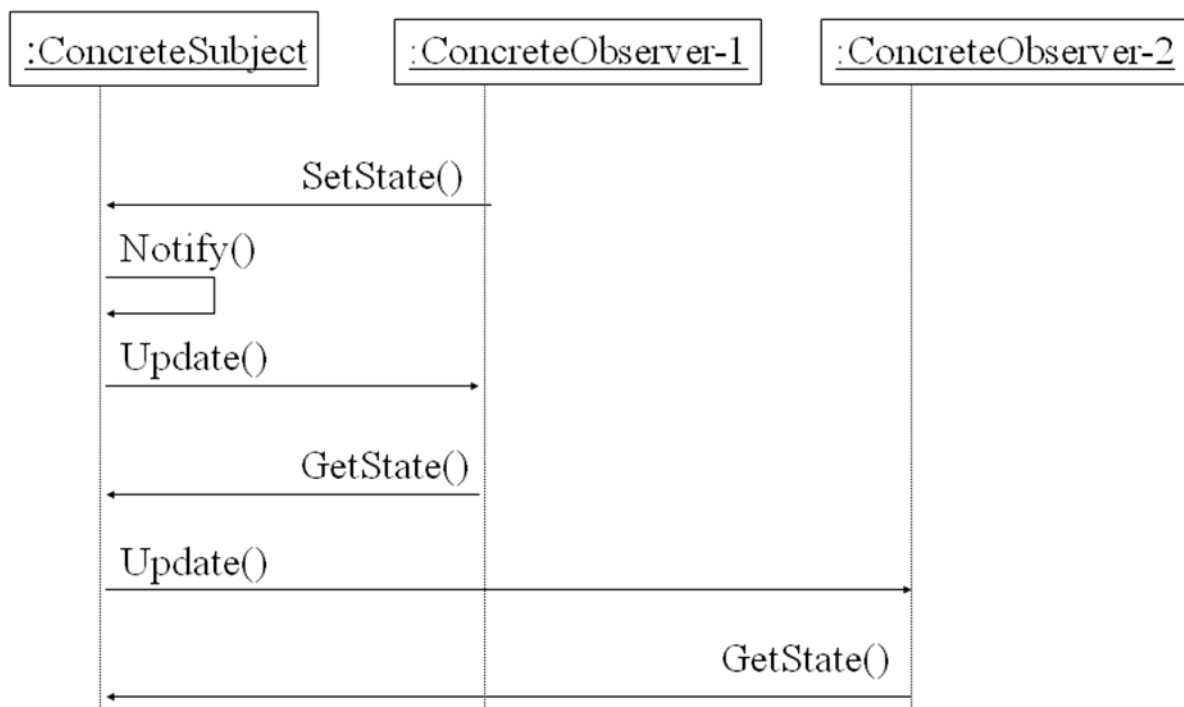 :ConcreteSubject
:ConcreteObserver-1
:ConcreteObserver-2
SetState()
Notify()
Update()
GetState()
Update()
GetState()